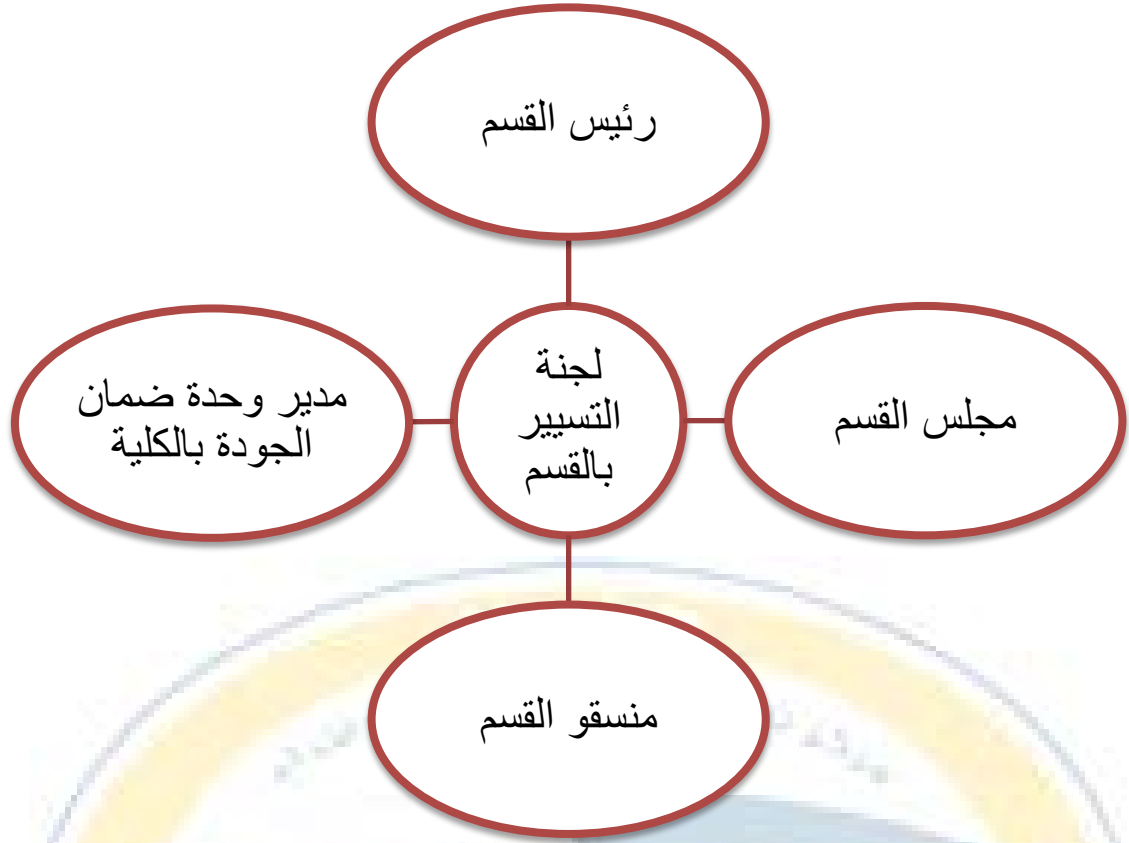 رئيس القسم
لجنة
التسيير
بالقسم
مجلس القسم
مدير وحدة ضمان
الجودة بالكلية
منسقو القسم